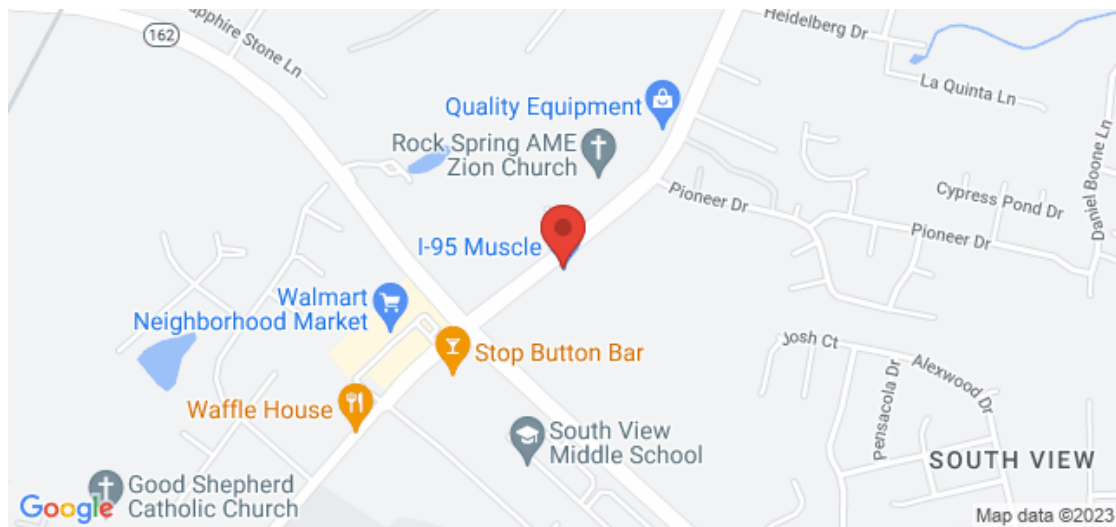 162
apphire Stone Ln
Heidelberg Dr
La Quinta Ln
Daniel Boone Ln
Quality Equipment
Rock Spring AME
Zion Church
Pioneer Dr
Cypress Pond Dr
Pioneer Dr
I-95 Muscle
Walmart
Neighborhood Market
Stop Button Bar
Josh Ct
Alexwood Dr
Pensacola Dr
Waffle House
South View
Middle School
SOUTH VIEW
Good Shepherd
Catholic Church
Google
Map data ©2023